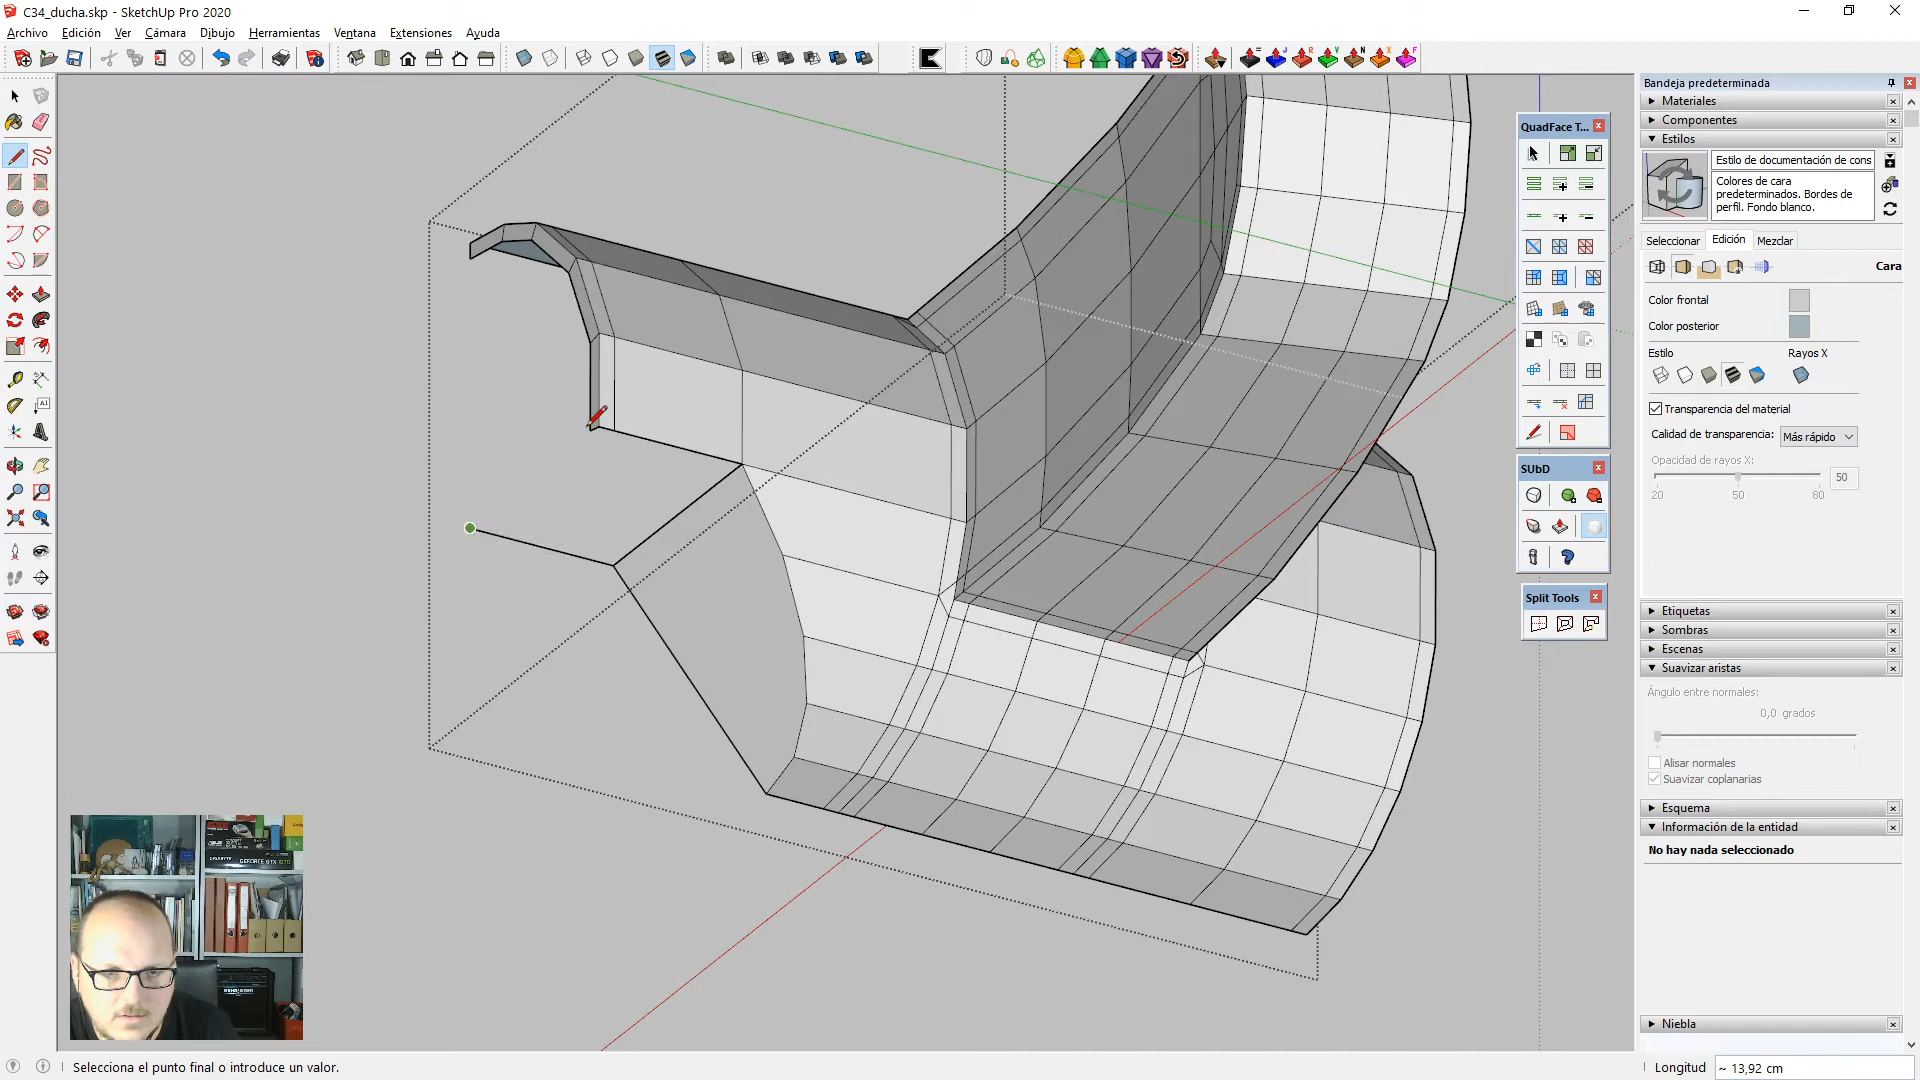 C34_ducha.skp - SketchUp Pro 2020
Archivo Edición Ver Cámara Dibujo Herramientas Ventana Extensiones Ayuda
Bandeja predeterminada
Materiales
Componentes
Estilos
Estilo de documentación de cons
Colores de cara
predeterminados. Bordes de
perfil. Fondo blanco.
Seleccionar Edición Mezclar
Cara
Color frontal
Color posterior
Estilo Rayos X
Transparencia del material
Calidad de transparencia: Más rápido
Opacidad de rayos X: 50
20 50 80
Etiquetas
Sombras
Escenas
Suavizar aristas
Ángulo entre normales:
0,0 grados
Alisar normales
Suavizar coplanarias
Esquema
Información de la entidad
No hay nada seleccionado
Niebla
QuadFace T...
SUbD
Split Tools
Selecciona el punto final o introduce un valor.
Longitud ~ 13,92 cm